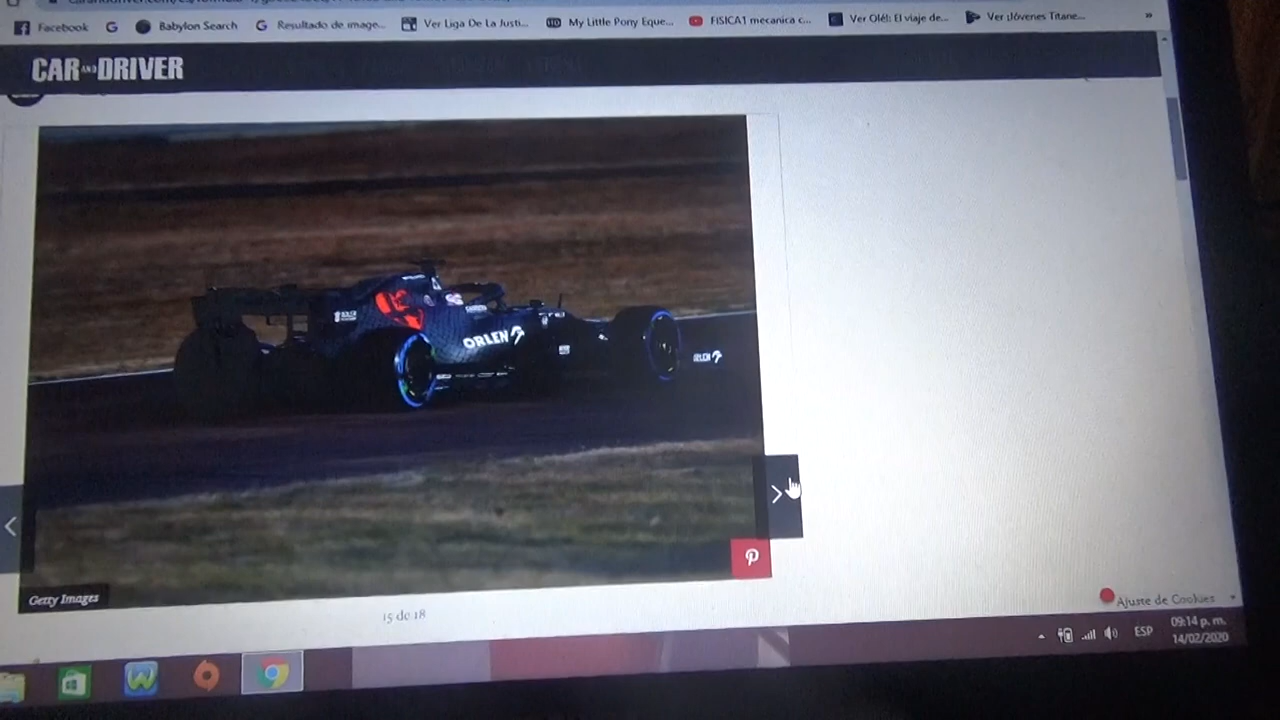 Facebook
Babylon Search
Resultado de image...
Ver Liga De La Justi...
My Little Pony Eque...
FISICA1 mecanica c...
Ver Olé!: El viaje de...
Ver ¡Jóvenes Titane...
»
CAR AND DRIVER
ORLEN
ORLEN
Getty Images
15 de 18
Ajuste de Cookies
ESP
09:14 p. m.
14/02/2020